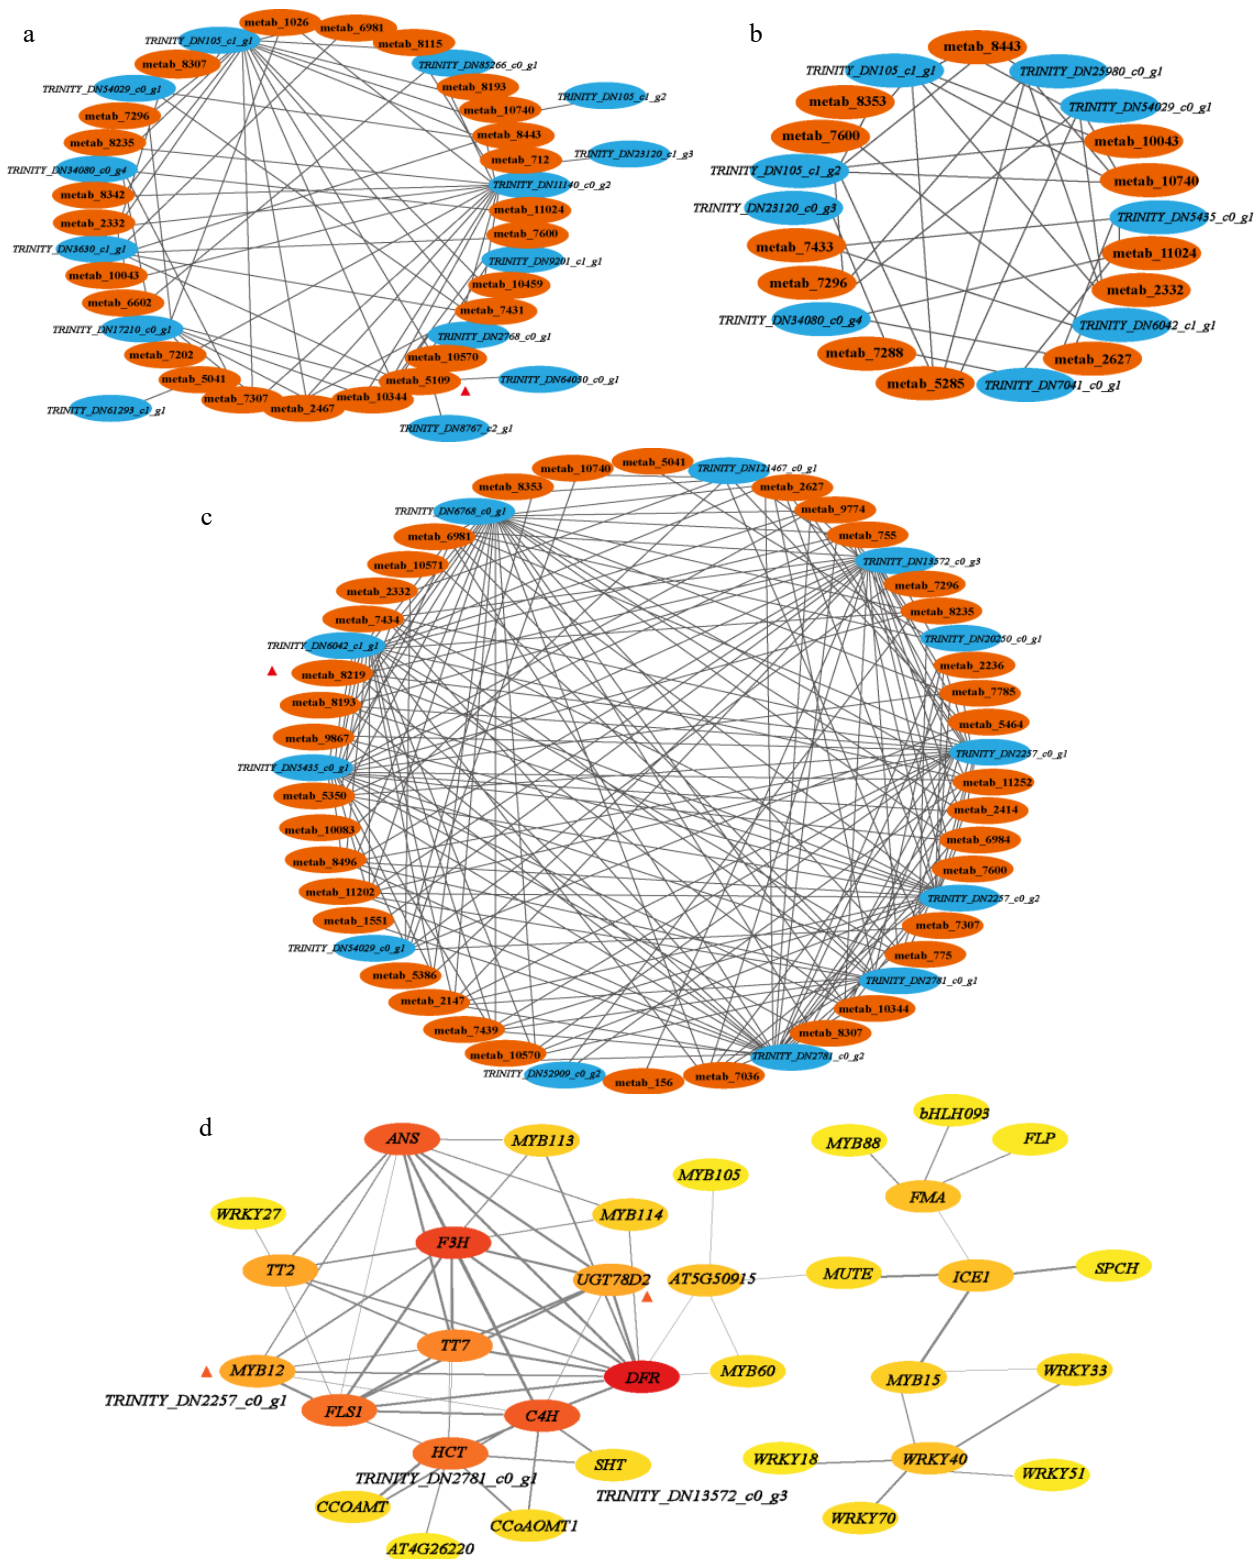 a
metab_1026
metab_6981
TRINITY_DN105_c1_g1
metab_8115
metab_8307
TRINITY_DN85266_c0_g1
TRINITY_DN54029_c0_g1
metab_8193
TRINITY_DN105_c1_g2
metab_7296
metab_10740
metab_8235
metab_8443
metab_712
TRINITY_DN23120_c1_g3
TRINITY_DN34080_c0_g4
TRINITY_DN11140_c0_g2
metab_8342
metab_11024
metab_2332
metab_7600
TRINITY_DN3630_c1_g1
TRINITY_DN9201_c1_g1
metab_10043
metab_10459
metab_6602
metab_7431
TRINITY_DN17210_c0_g1
TRINITY_DN2768_c0_g1
metab_7202
metab_10570
metab_5041
metab_5109
TRINITY_DN64030_c0_g1
metab_7307
metab_2467
metab_10344
TRINITY_DN61293_c1_g1
TRINITY_DN8767_c2_g1
b
metab_8443
TRINITY_DN105_c1_g1
TRINITY_DN25980_c0_g1
metab_8353
TRINITY_DN54029_c0_g1
metab_7600
metab_10043
TRINITY_DN105_c1_g2
metab_10740
TRINITY_DN23120_c0_g3
TRINITY_DN5435_c0_g1
metab_7433
metab_11024
metab_7296
metab_2332
TRINITY_DN34080_c0_g4
TRINITY_DN6042_c1_g1
metab_7288
metab_2627
metab_5285
TRINITY_DN7041_c0_g1
c
metab_10740
metab_5041
TRINITY_DN121467_c0_g1
metab_8353
metab_2627
TRINITY_DN6768_c0_g1
metab_9774
metab_6981
metab_755
metab_10571
TRINITY_DN13572_c0_g3
metab_2332
metab_7296
metab_7434
metab_8235
TRINITY_DN6042_c1_g1
TRINITY_DN20250_c0_g1
metab_8219
metab_2236
metab_8193
metab_7785
metab_9867
metab_5464
TRINITY_DN5435_c0_g1
TRINITY_DN2257_c0_g1
metab_5350
metab_11252
metab_10083
metab_2414
metab_8496
metab_6984
metab_11202
metab_7600
metab_1551
TRINITY_DN2257_c0_g2
TRINITY_DN54029_c0_g1
metab_7307
metab_5386
metab_775
metab_2147
TRINITY_DN2781_c0_g1
metab_7439
metab_10344
metab_10570
metab_8307
TRINITY_DN52909_c0_g2
TRINITY_DN2781_c0_g2
metab_156
metab_7036
d
ANS
MYB113
bHLH093
MYB88
FLP
MYB105
WRKY27
MYB114
FMA
F3H
TT2
UGT78D2
AT5G50915
MUTE
ICE1
SPCH
TT7
MYB12
DFR
MYB60
MYB15
WRKY33
TRINITY_DN2257_c0_g1
FLS1
C4H
HCT
SHT
WRKY18
WRKY40
WRKY51
TRINITY_DN2781_c0_g1
TRINITY_DN13572_c0_g3
CCOAMT
CCoAOMT1
WRKY70
AT4G26220